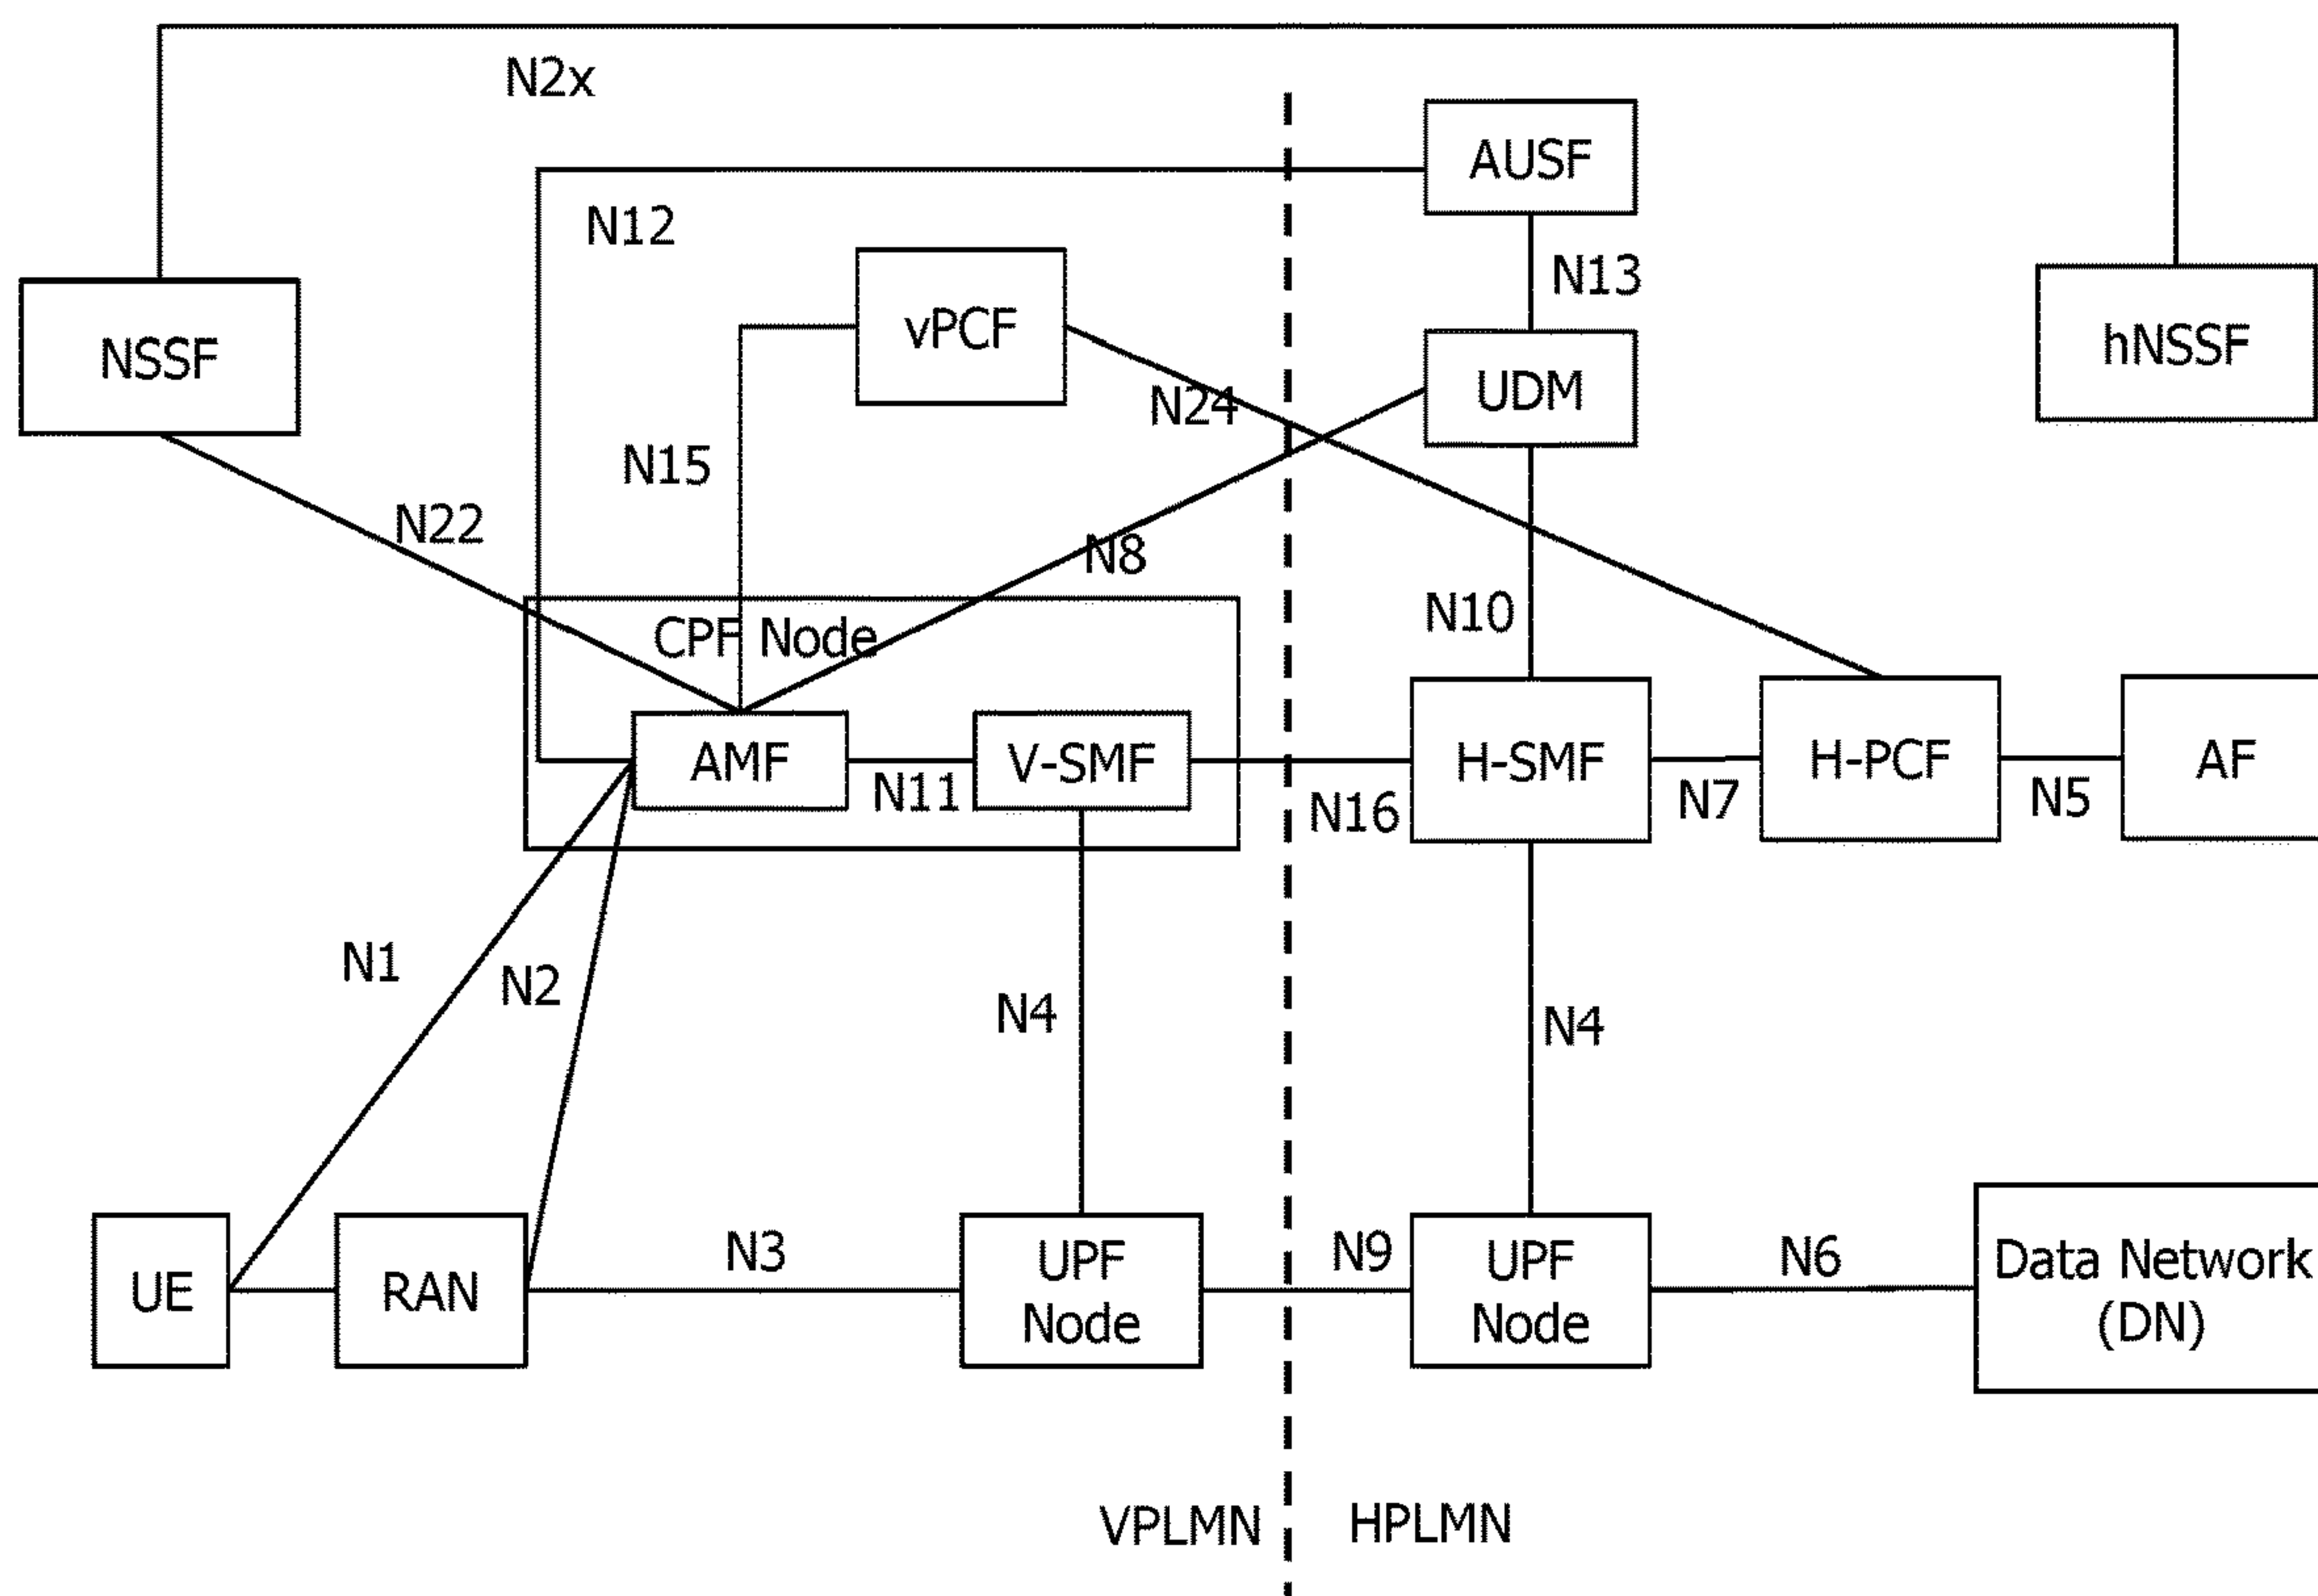 N2x
AUSF
N12
N13
NSSF
vPCF
hNSSF
UDM
N24
N15
N22
N8
N10
CPF Node
AMF
N11
V-SMF
N16
H-SMF
N7
H-PCF
N5
AF
N1
N2
N4
N4
UE
RAN
N3
UPF
Node
N9
UPF
Node
N6
Data Network
(DN)
VPLMN
HPLMN